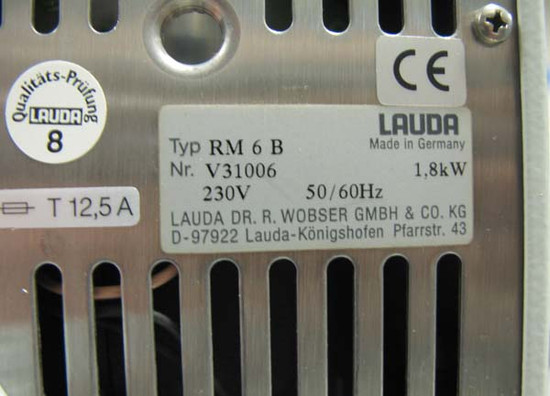 Qualitäts-Prüfung
LAUDA
8
CE
LAUDA
Made in Germany
Typ RM 6 B
Nr. V31006 1,8kW
230V 50/60Hz
LAUDA DR. R. WOBSER GMBH & CO. KG
D-97922 Lauda-Königshofen Pfarrstr. 43
T 12,5 A